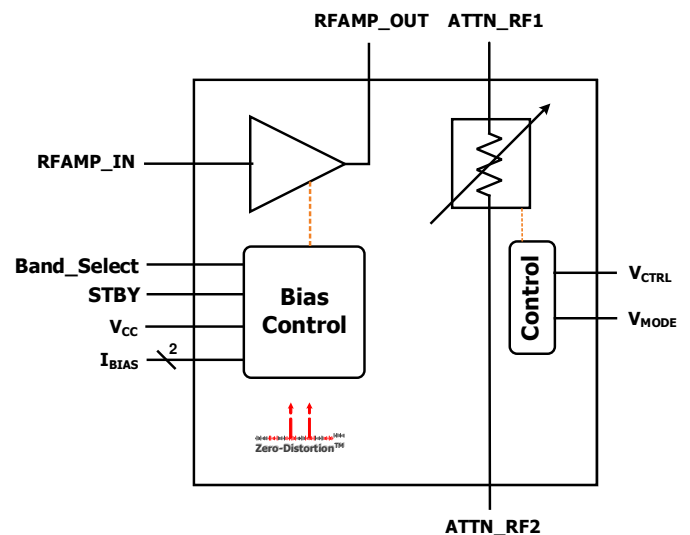 RFAMP_OUT ATTN_RF1
RFAMP_IN
Band_Select
STBY
VCC
IBIAS
2
Bias
Control
Control
VCTRL
VMODE
Zero-Distortion™
ATTN_RF2